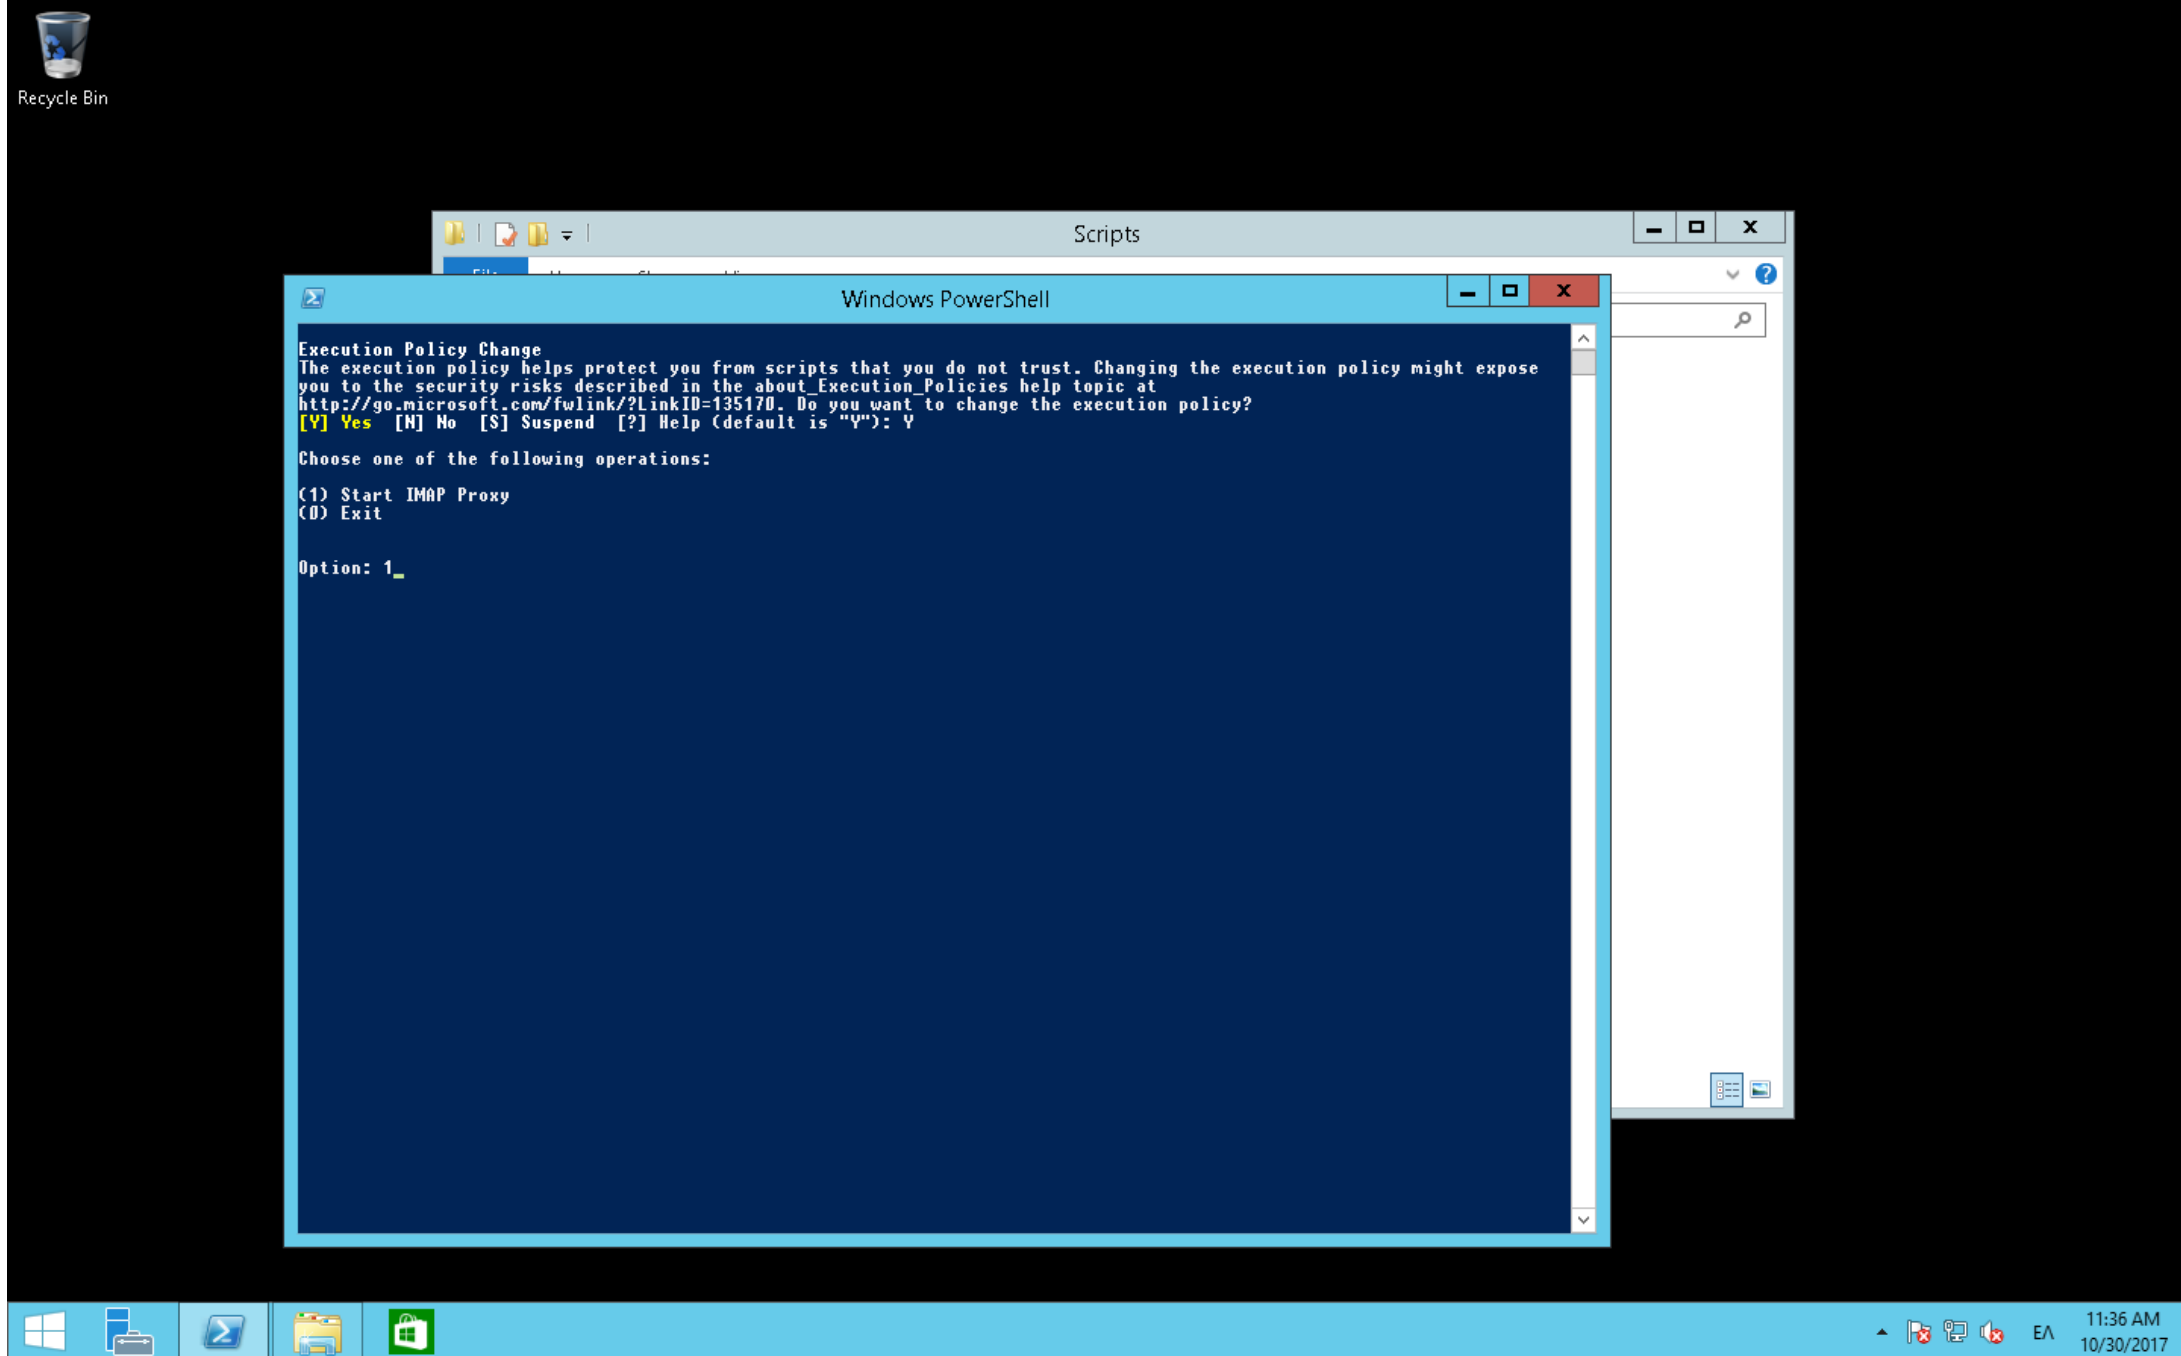 Recycle Bin
Scripts
File
Windows PowerShell
Execution Policy Change
The execution policy helps protect you from scripts that you do not trust. Changing the execution policy might expose
you to the security risks described in the about_Execution_Policies help topic at
http://go.microsoft.com/fwlink/?LinkID=135170. Do you want to change the execution policy?
[Y] Yes  [N] No  [S] Suspend  [?] Help (default is "Y"): Y
Choose one of the following operations:
(1) Start IMAP Proxy
(0) Exit
Option: 1_
ΕΛ
11:36 AM
10/30/2017